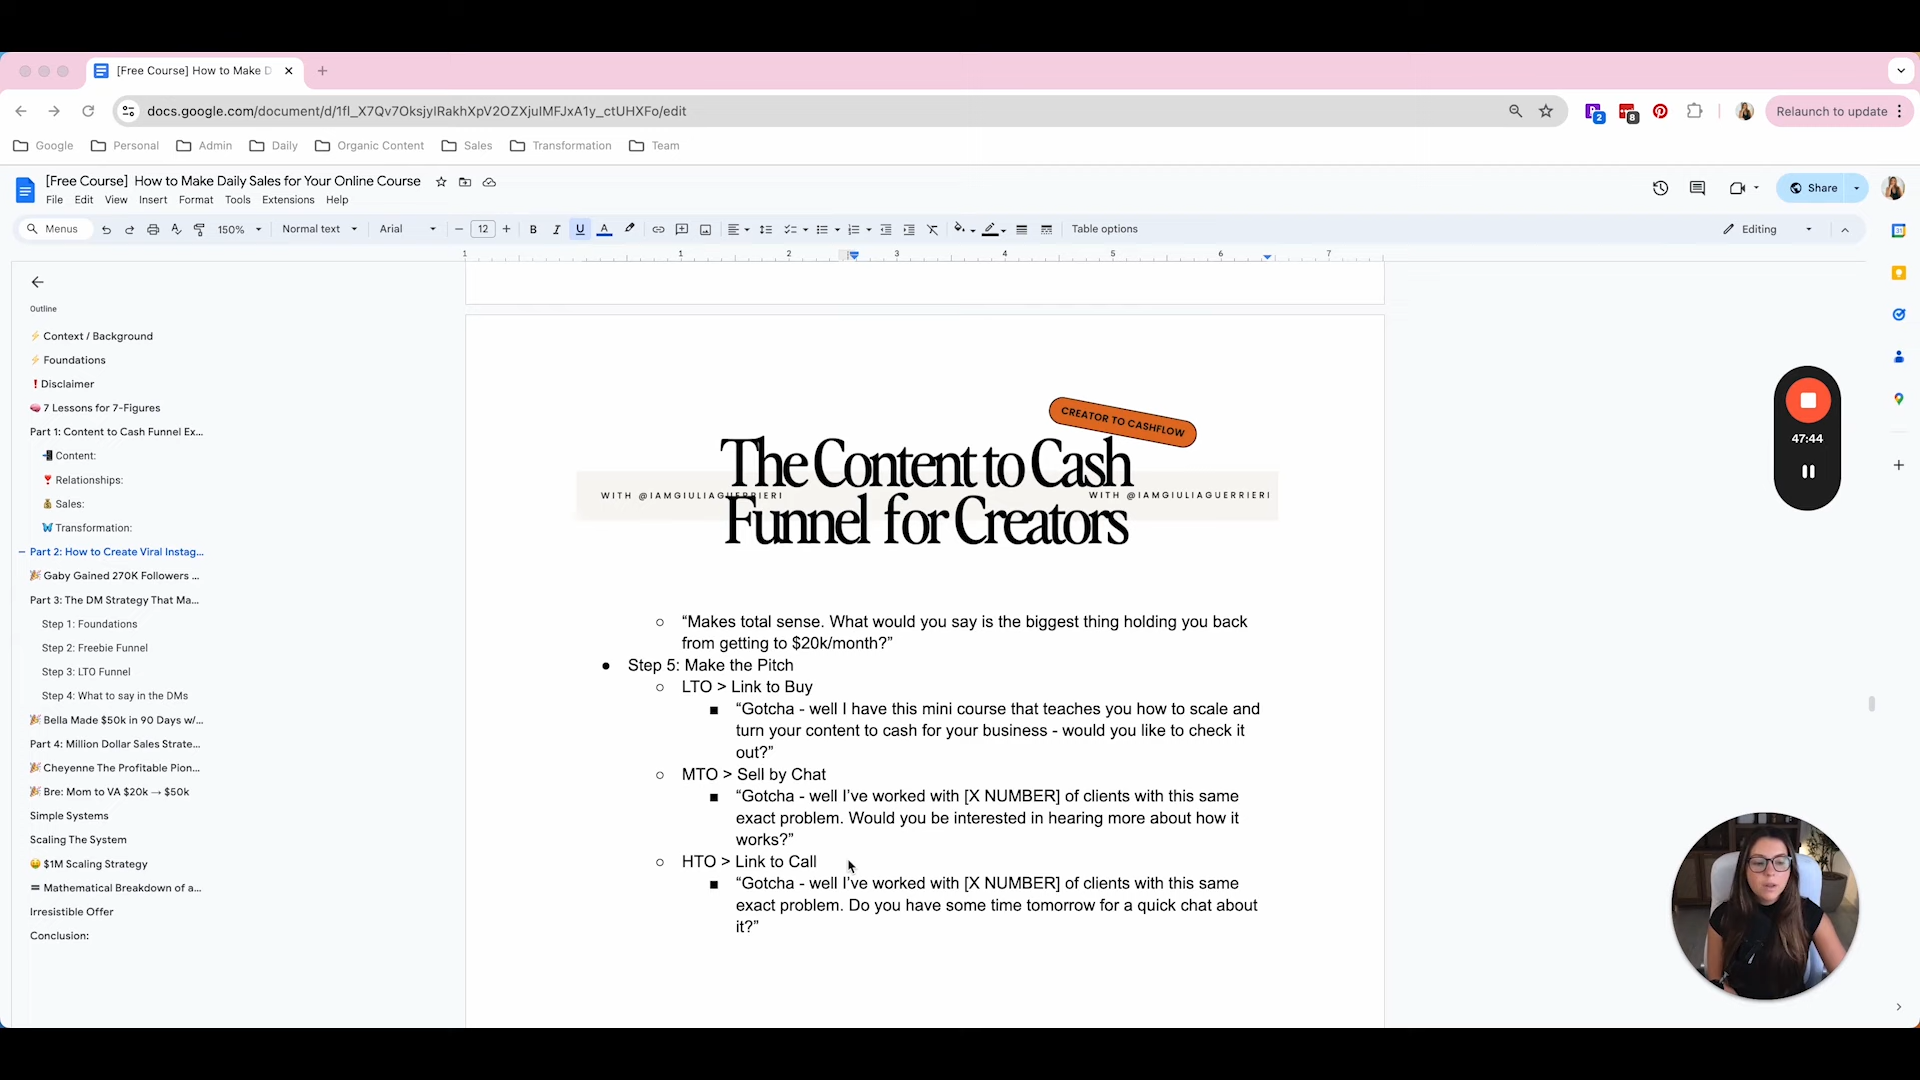 [Free Course] How to Make D
docs.google.com/document/d/1fI_X7Qv7OksjyIRakhXpV2OZXjuIMFJxA1y_ctUHXFo/edit
2
8
Relaunch to update
Google
Personal
Admin
Daily
Organic Content
Sales
Transformation
Team
[Free Course] How to Make Daily Sales for Your Online Course
File Edit View Insert Format Tools Extensions Help
Share
Menus
150%
Normal text
Arial
12
B I U A
Table options
Editing
1 1 2 3 4 5 6 7
Outline
⚡ Context / Background
⚡ Foundations
❗Disclaimer
🧠 7 Lessons for 7-Figures
Part 1: Content to Cash Funnel Ex...
📲 Content:
❣️ Relationships:
💰 Sales:
🦋 Transformation:
Part 2: How to Create Viral Instag...
🎉 Gaby Gained 270K Followers ...
Part 3: The DM Strategy That Ma...
Step 1: Foundations
Step 2: Freebie Funnel
Step 3: LTO Funnel
Step 4: What to say in the DMs
🎉 Bella Made $50k in 90 Days w/...
Part 4: Million Dollar Sales Strate...
🎉 Cheyenne The Profitable Pion...
🎉 Bre: Mom to VA $20k → $50k
Simple Systems
Scaling The System
🤑 $1M Scaling Strategy
🟰 Mathematical Breakdown of a...
Irresistible Offer
Conclusion:
CREATOR TO CASHFLOW
The Content to Cash
WITH @IAMGIULIAGUERRIERI
WITH @IAMGIULIAGUERRIERI
Funnel for Creators
○ “Makes total sense. What would you say is the biggest thing holding you back
from getting to $20k/month?”
● Step 5: Make the Pitch
○ LTO > Link to Buy
■ “Gotcha - well I have this mini course that teaches you how to scale and
turn your content to cash for your business - would you like to check it
out?”
○ MTO > Sell by Chat
■ “Gotcha - well I’ve worked with [X NUMBER] of clients with this same
exact problem. Would you be interested in hearing more about how it
works?”
○ HTO > Link to Call
■ “Gotcha - well I’ve worked with [X NUMBER] of clients with this same
exact problem. Do you have some time tomorrow for a quick chat about
it?”
47:44